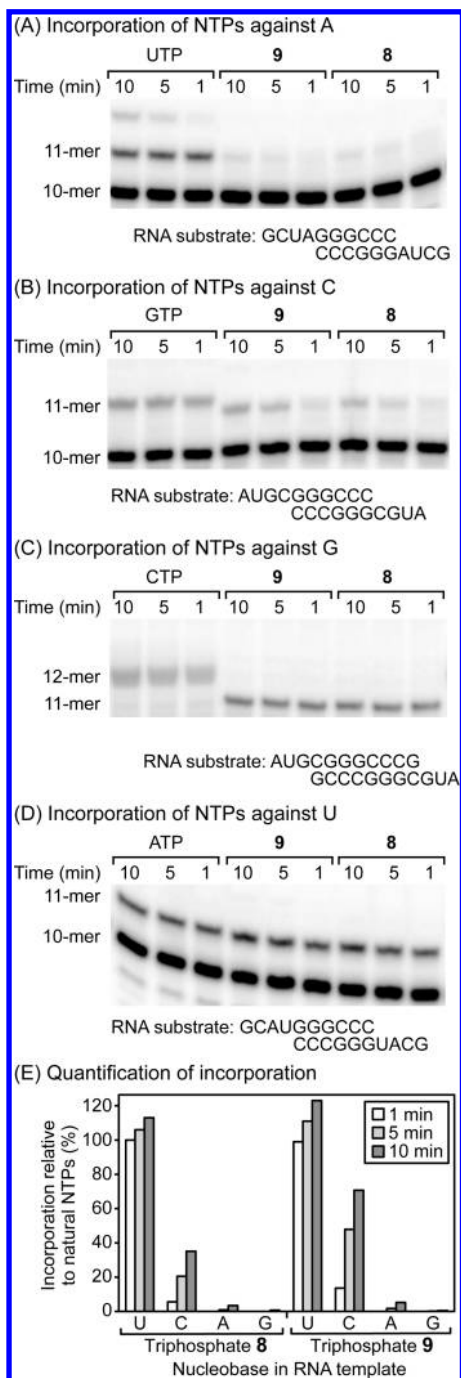 (A) Incorporation of NTPs against A
UTP 9 8
Time (min) 10 5 1 10 5 1 10 5 1
11-mer
10-mer
RNA substrate: GCUAGGGCCC
CCCGGGAUCG
(B) Incorporation of NTPs against C
GTP 9 8
Time (min) 10 5 1 10 5 1 10 5 1
11-mer
10-mer
RNA substrate: AUGCGGGCCC
CCCGGGCGUA
(C) Incorporation of NTPs against G
CTP 9 8
Time (min) 10 5 1 10 5 1 10 5 1
12-mer
11-mer
RNA substrate: AUGCGGGCCCG
GCCCGGGCGUA
(D) Incorporation of NTPs against U
ATP 9 8
Time (min) 10 5 1 10 5 1 10 5 1
11-mer
10-mer
RNA substrate: GCAUGGGCCC
CCCGGGUACG
(E) Quantification of incorporation
Incorporation relative
to natural NTPs (%)
120
100
80
60
40
20
0
1 min
5 min
10 min
U C A G U C A G
Triphosphate 8 Triphosphate 9
Nucleobase in RNA template